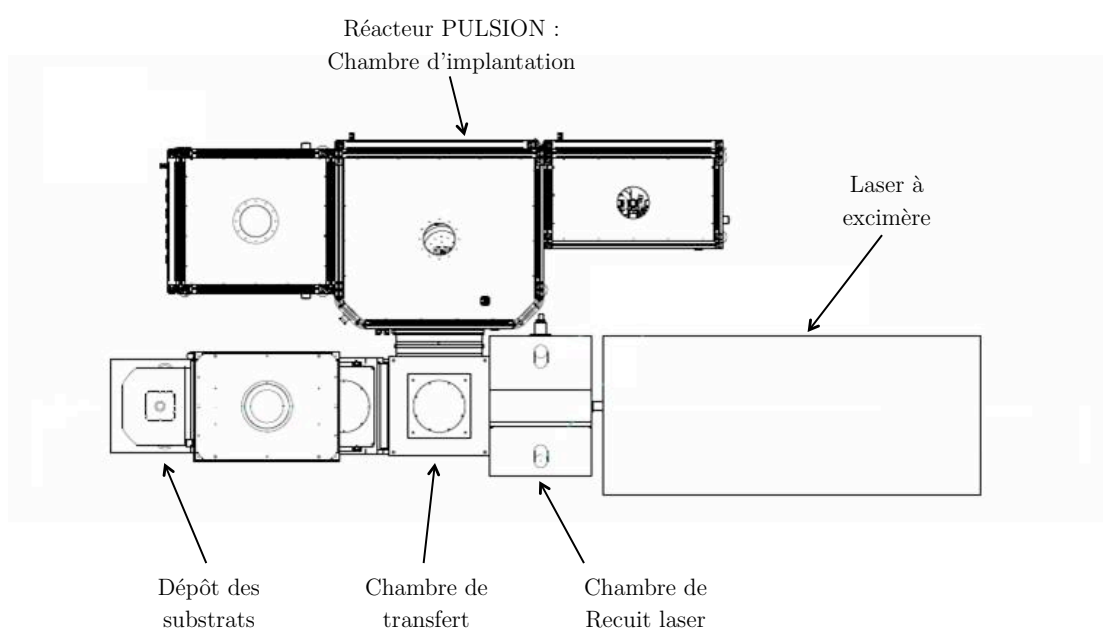 Réacteur PULSION :
Chambre d'implantation
Laser à
excimère
Dépôt des
substrats
Chambre de
transfert
Chambre de
Recuit laser